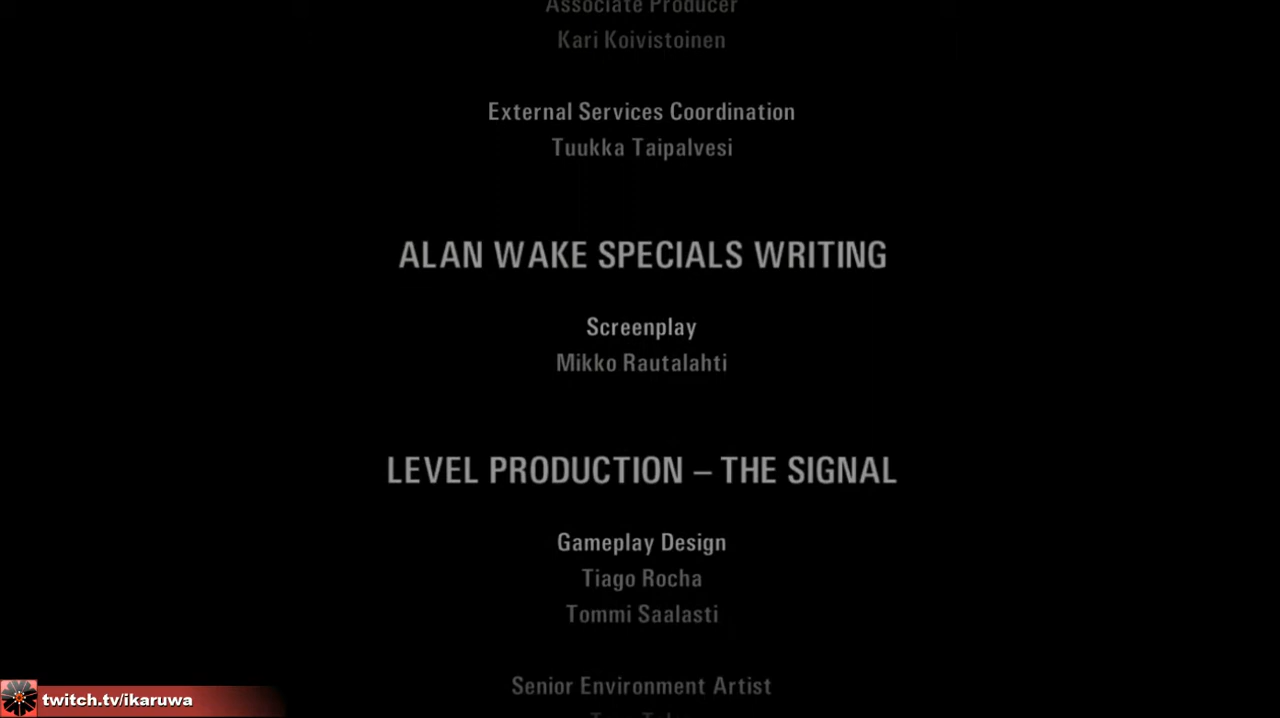 Associate Producer
Kari Koivistoinen
External Services Coordination
Tuukka Taipalvesi
ALAN WAKE SPECIALS WRITING
Screenplay
Mikko Rautalahti
LEVEL PRODUCTION – THE SIGNAL
Gameplay Design
Tiago Rocha
Tommi Saalasti
Senior Environment Artist
twitch.tv/ikaruwa